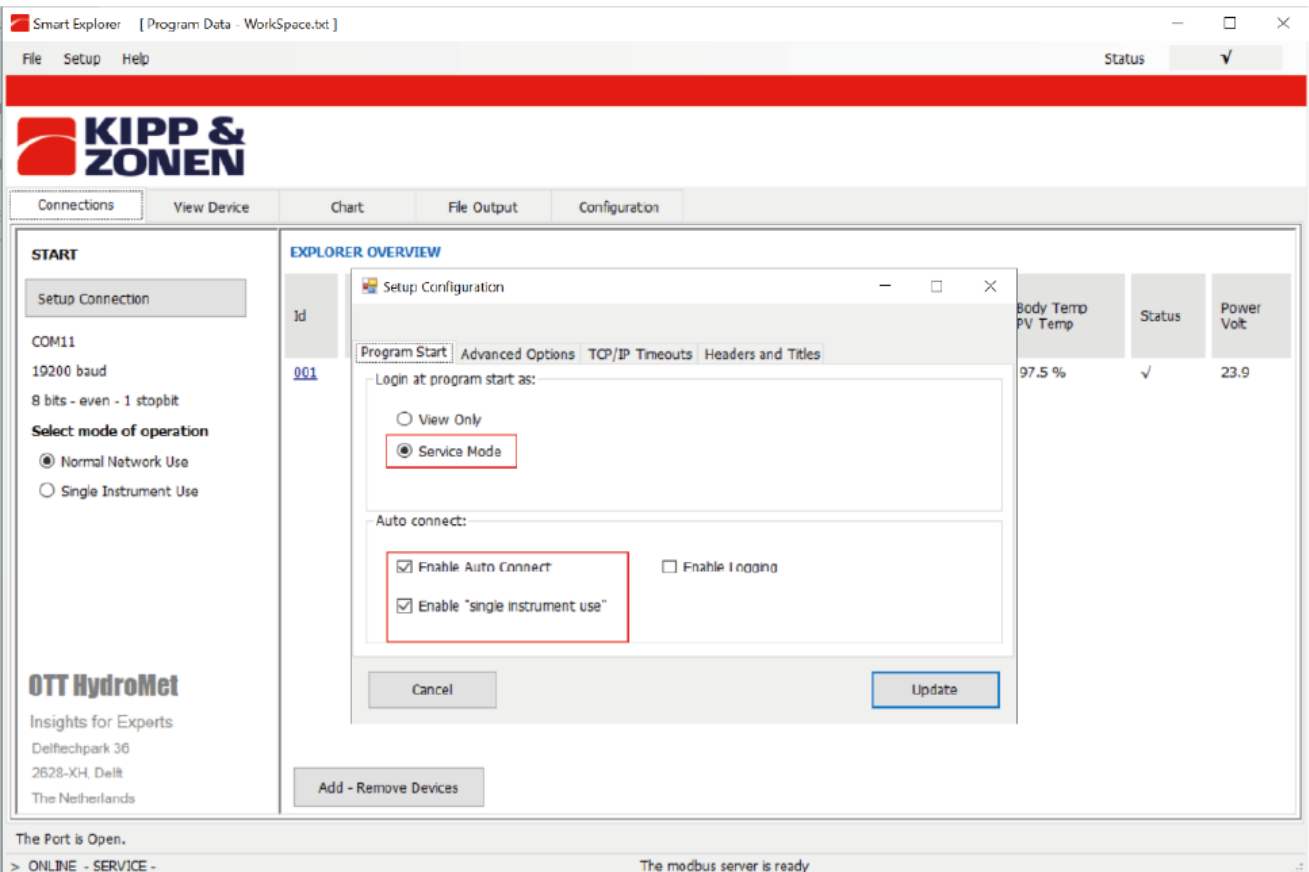 Smart Explorer [ Program Data - WorkSpace.txt ]
File Setup Help Status √
KIPP &
ZONEN
Connections View Device Chart File Output Configuration
START
Setup Connection
COM11
19200 baud
8 bits - even - 1 stopbit
Select mode of operation
Normal Network Use
Single Instrument Use
OTT HydroMet
Insights for Experts
Delftechpark 36
2628-XH, Delft
The Netherlands
EXPLORER OVERVIEW
Id
Body Temp
PV Temp
Status
Power
Volt
001 97.5 % √ 23.9
Setup Configuration
Program Start Advanced Options TCP/IP Timeouts Headers and Titles
Login at program start as:
View Only
Service Mode
Auto connect:
Enable Auto Connect Enable Logging
Enable "single instrument use"
Cancel Update
Add - Remove Devices
The Port is Open.
> ONLINE - SERVICE - The modbus server is ready